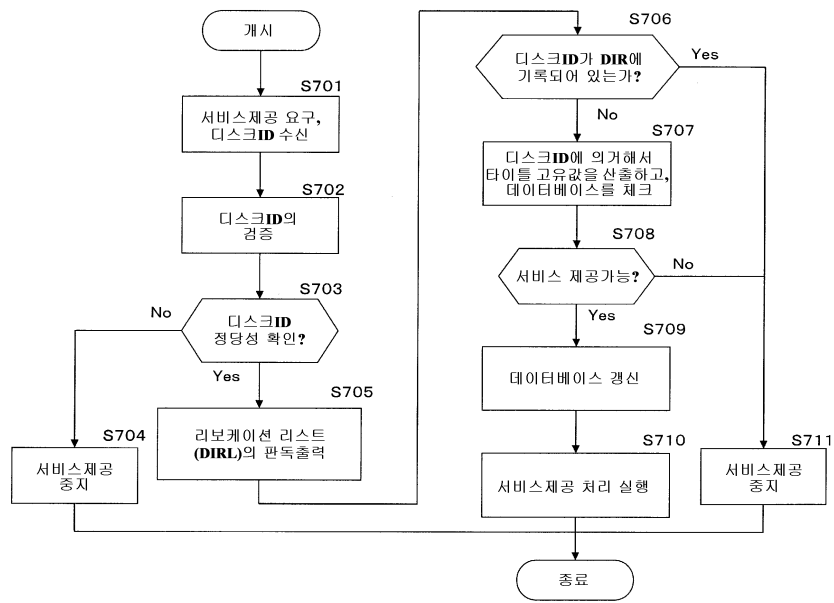 개시
S701
서비스제공 요구,
디스크ID 수신
S702
디스크ID의
검증
S703
디스크ID
정당성 확인?
No
Yes
S704
서비스제공
중지
S705
리보케이션 리스트
(DIRL)의 판독출력
S706
디스크ID가 DIR에
기록되어 있는가?
Yes
No
S707
디스크ID에 의거해서
타이틀 고유값을 산출하고,
데이터베이스를 체크
S708
서비스 제공가능?
No
Yes
S709
데이터베이스 갱신
S710
서비스제공 처리 실행
S711
서비스제공
중지
종료